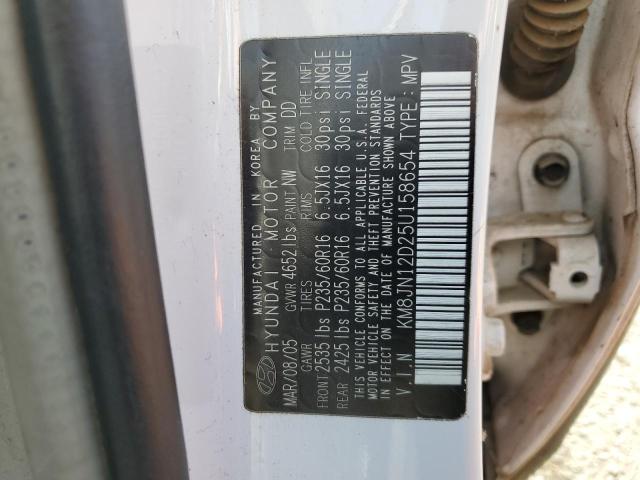 MANUFACTURED IN KOREA BY
HYUNDAI MOTOR COMPANY
MAR/08/05 GVWR 4652 lbs PAINT NW TRIM DD
GAWR TIRES RIMS COLD TIRE INFL
FRONT 2535 lbs P235/60R16 6.5JX16 30psi SINGLE
REAR 2425 lbs P235/60R16 6.5JX16 30psi SINGLE
THIS VEHICLE CONFORMS TO ALL APPLICABLE U.S.A. FEDERAL
MOTOR VEHICLE SAFETY, AND THEFT PREVENTION STANDARDS
IN EFFECT ON THE DATE OF MANUFACTURE SHOWN ABOVE
V.I.N KM8JN12D25U158654 TYPE: MPV